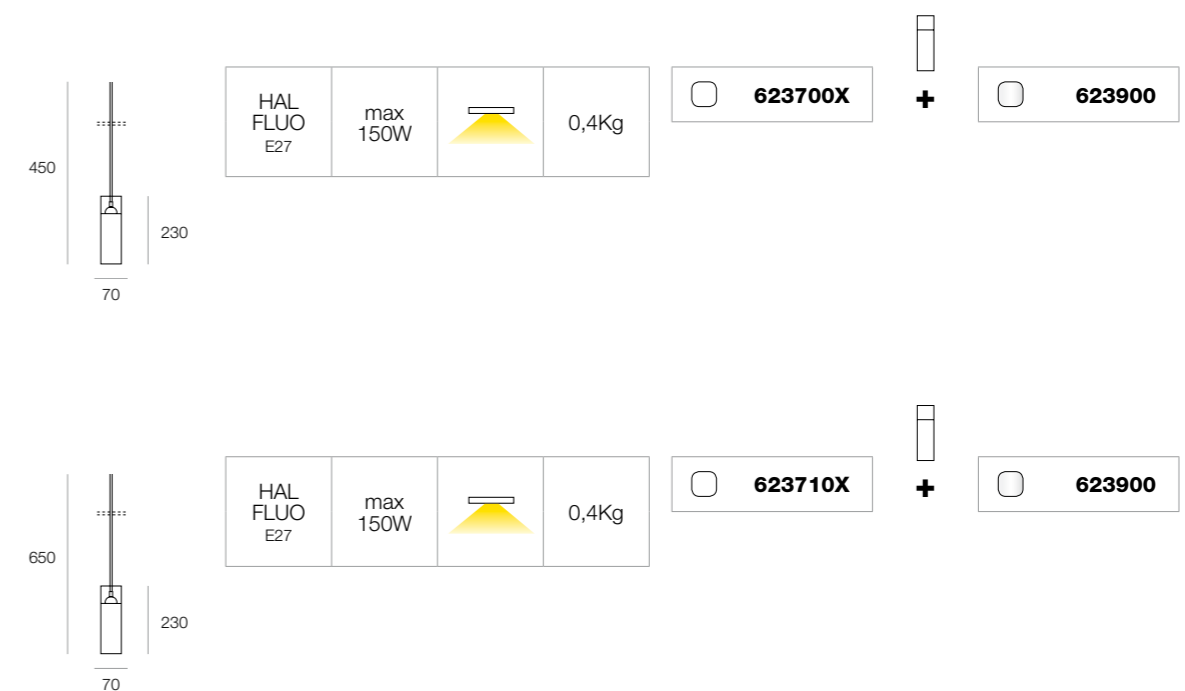 450
230
70
HAL
FLUO
E27
max
150W
0,4Kg
623700X
+
623900
650
230
70
HAL
FLUO
E27
max
150W
0,4Kg
623710X
+
623900